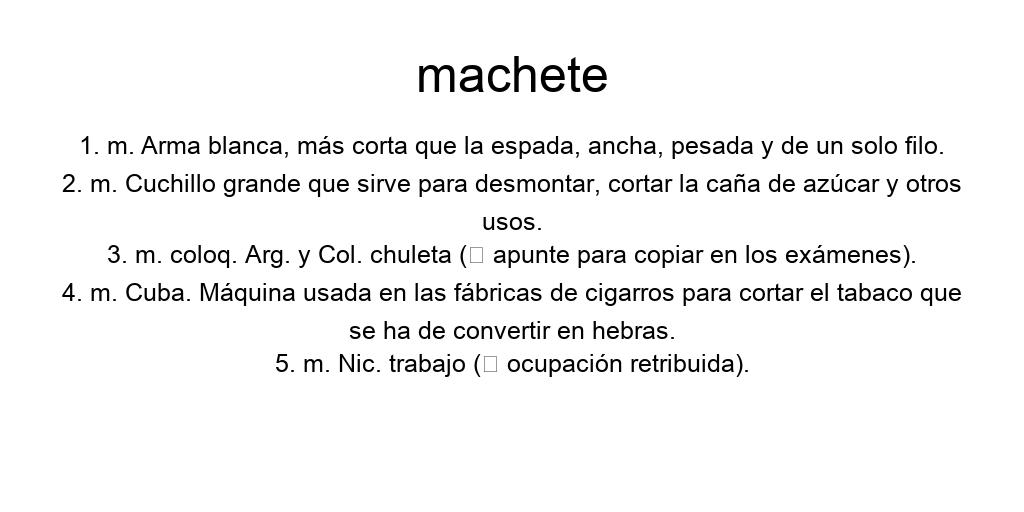 machete
1. m. Arma blanca, más corta que la espada, ancha, pesada y de un solo filo.
2. m. Cuchillo grande que sirve para desmontar, cortar la caña de azúcar y otros
usos.
3. m. coloq. Arg. y Col. chuleta (□ apunte para copiar en los exámenes).
4. m. Cuba. Máquina usada en las fábricas de cigarros para cortar el tabaco que
se ha de convertir en hebras.
5. m. Nic. trabajo (□ ocupación retribuida).